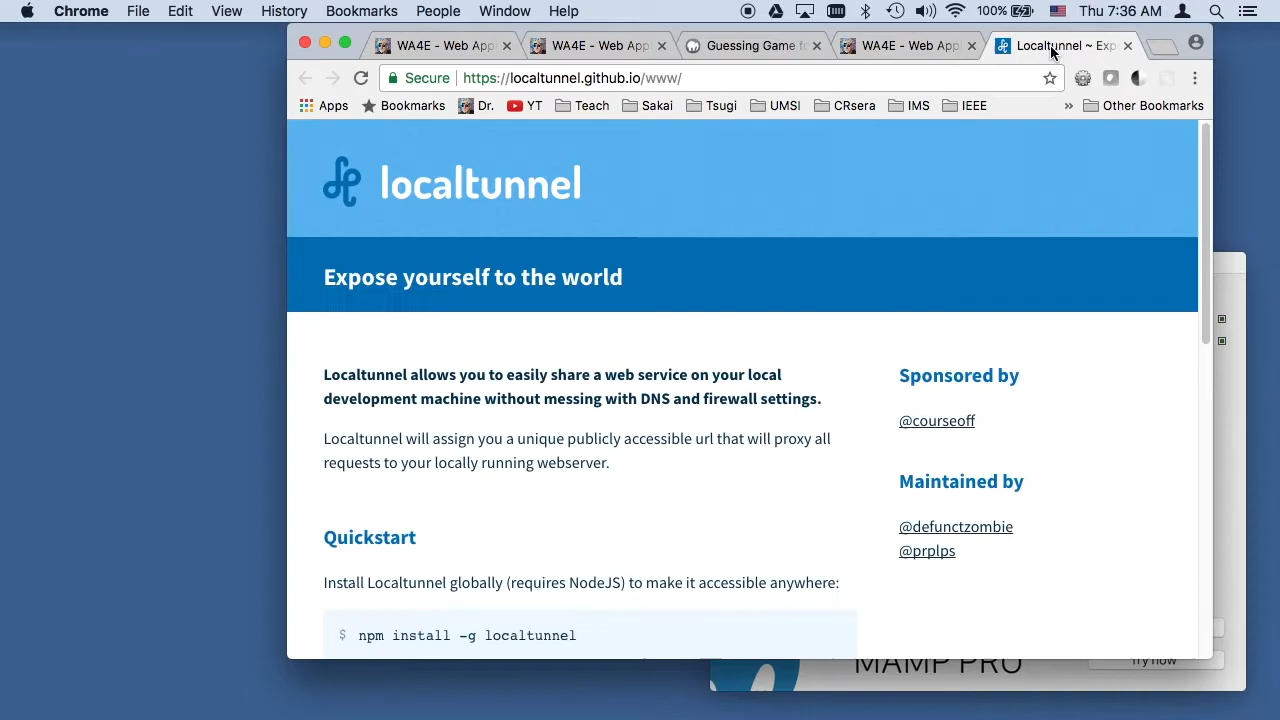 Chrome File Edit View History Bookmarks People Window Help 100% Thu 7:36 AM
WA4E - Web App WA4E - Web App Guessing Game fo WA4E - Web App Localtunnel ~ Exp
Secure https://localtunnel.github.io/www/
Apps Bookmarks Dr. YT Teach Sakai Tsugi UMSI CRsera IMS IEEE » Other Bookmarks
localtunnel
Expose yourself to the world
Localtunnel allows you to easily share a web service on your local
development machine without messing with DNS and firewall settings.
Localtunnel will assign you a unique publicly accessible url that will proxy all
requests to your locally running webserver.
Quickstart
Install Localtunnel globally (requires NodeJS) to make it accessible anywhere:
$ npm install -g localtunnel
Sponsored by
@courseoff
Maintained by
@defunctzombie
@prplps
MAMP PRO
Try now